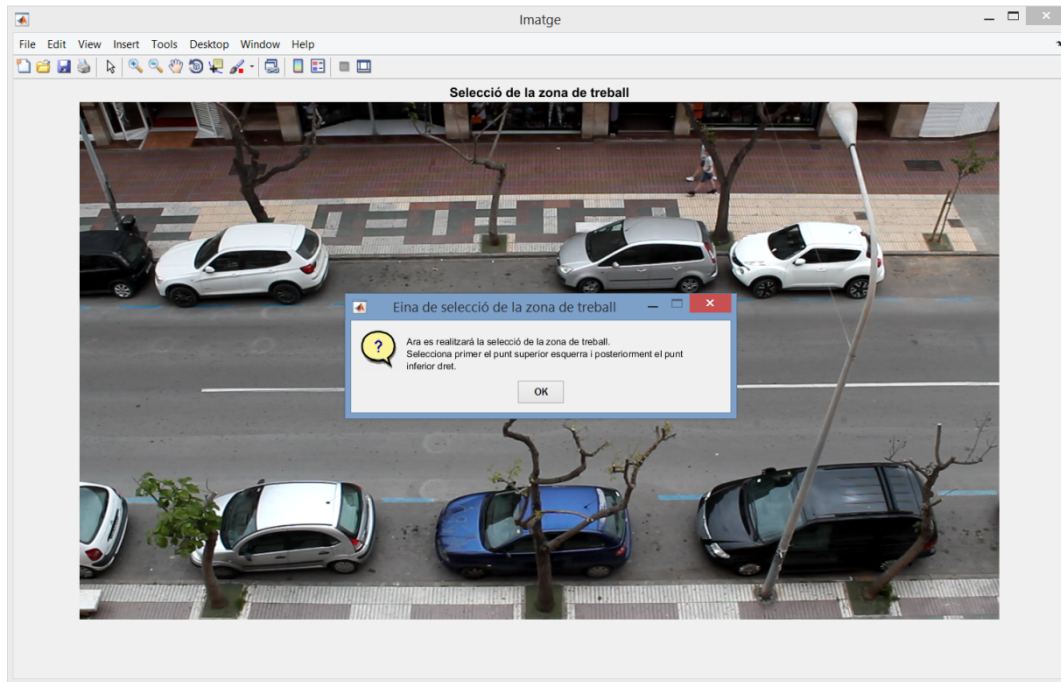 Imatge
File Edit View Insert Tools Desktop Window Help
Selecció de la zona de treball
Eina de selecció de la zona de treball
Ara es realitzarà la selecció de la zona de treball.
Selecciona primer el punt superior esquerra i posteriorment el punt
inferior dret.
OK